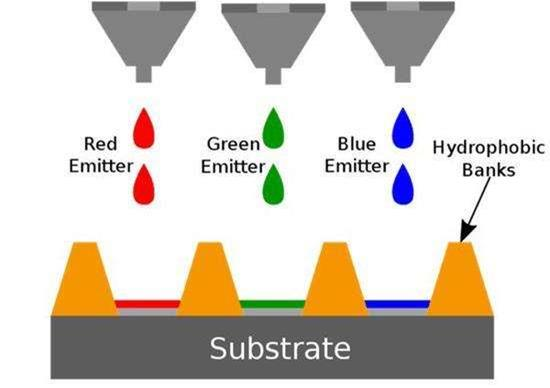 Red
Emitter
Green
Emitter
Blue
Emitter
Hydrophobic
Banks
Substrate